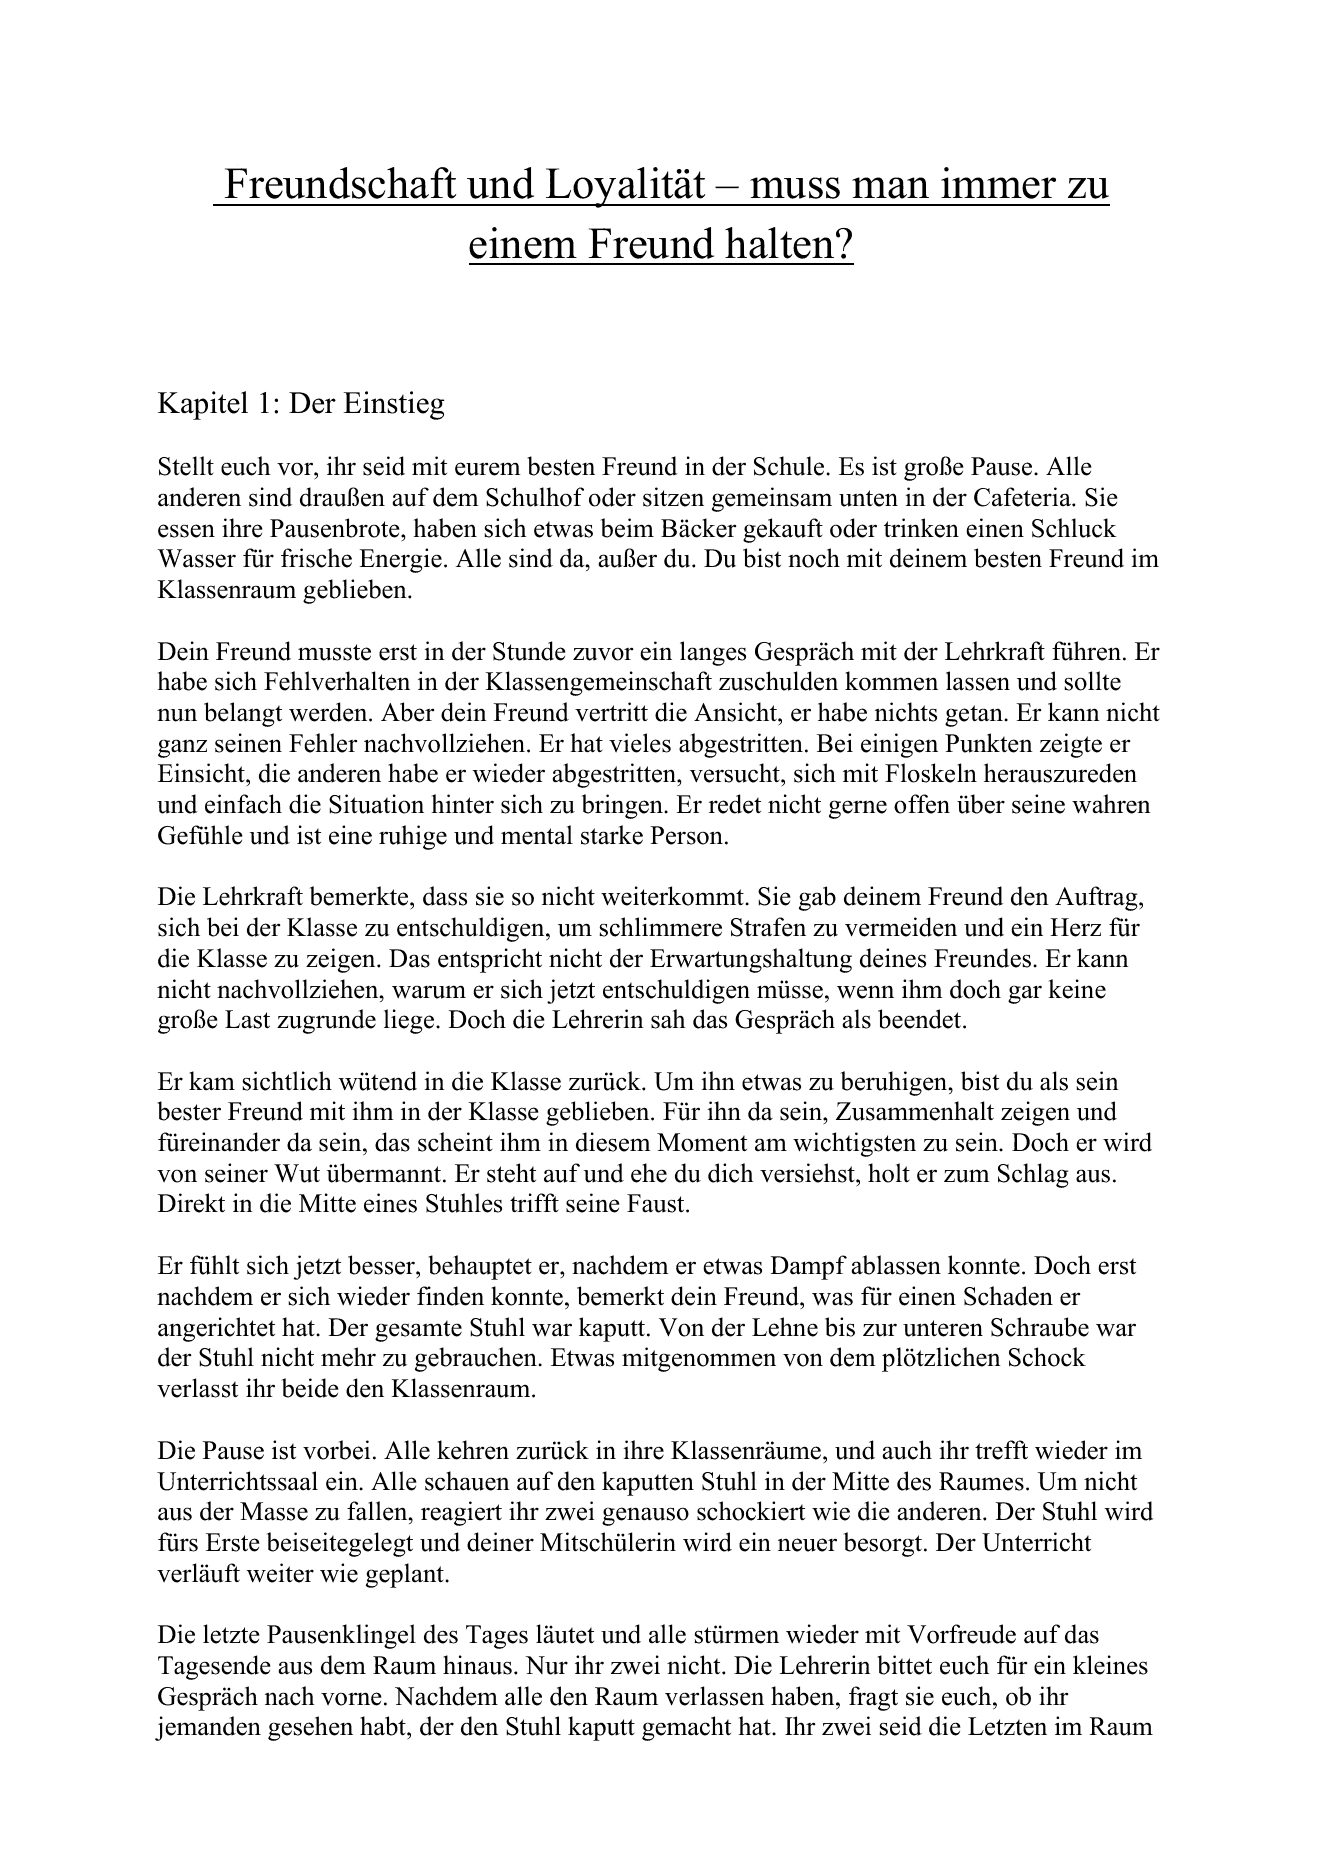 Freundschaft und Loyalität – muss man immer zu
einem Freund halten?
Kapitel 1: Der Einstieg
Stellt euch vor, ihr seid mit eurem besten Freund in der Schule. Es ist große Pause. Alle
anderen sind draußen auf dem Schulhof oder sitzen gemeinsam unten in der Cafeteria. Sie
essen ihre Pausenbrote, haben sich etwas beim Bäcker gekauft oder trinken einen Schluck
Wasser für frische Energie. Alle sind da, außer du. Du bist noch mit deinem besten Freund im
Klassenraum geblieben.
Dein Freund musste erst in der Stunde zuvor ein langes Gespräch mit der Lehrkraft führen. Er
habe sich Fehlverhalten in der Klassengemeinschaft zuschulden kommen lassen und sollte
nun belangt werden. Aber dein Freund vertritt die Ansicht, er habe nichts getan. Er kann nicht
ganz seinen Fehler nachvollziehen. Er hat vieles abgestritten. Bei einigen Punkten zeigte er
Einsicht, die anderen habe er wieder abgestritten, versucht, sich mit Floskeln herauszureden
und einfach die Situation hinter sich zu bringen. Er redet nicht gerne offen über seine wahren
Gefühle und ist eine ruhige und mental starke Person.
Die Lehrkraft bemerkte, dass sie so nicht weiterkommt. Sie gab deinem Freund den Auftrag,
sich bei der Klasse zu entschuldigen, um schlimmere Strafen zu vermeiden und ein Herz für
die Klasse zu zeigen. Das entspricht nicht der Erwartungshaltung deines Freundes. Er kann
nicht nachvollziehen, warum er sich jetzt entschuldigen müsse, wenn ihm doch gar keine
große Last zugrunde liege. Doch die Lehrerin sah das Gespräch als beendet.
Er kam sichtlich wütend in die Klasse zurück. Um ihn etwas zu beruhigen, bist du als sein
bester Freund mit ihm in der Klasse geblieben. Für ihn da sein, Zusammenhalt zeigen und
füreinander da sein, das scheint ihm in diesem Moment am wichtigsten zu sein. Doch er wird
von seiner Wut übermannt. Er steht auf und ehe du dich versiehst, holt er zum Schlag aus.
Direkt in die Mitte eines Stuhles trifft seine Faust.
Er fühlt sich jetzt besser, behauptet er, nachdem er etwas Dampf ablassen konnte. Doch erst
nachdem er sich wieder finden konnte, bemerkt dein Freund, was für einen Schaden er
angerichtet hat. Der gesamte Stuhl war kaputt. Von der Lehne bis zur unteren Schraube war
der Stuhl nicht mehr zu gebrauchen. Etwas mitgenommen von dem plötzlichen Schock
verlasst ihr beide den Klassenraum.
Die Pause ist vorbei. Alle kehren zurück in ihre Klassenräume, und auch ihr trefft wieder im
Unterrichtssaal ein. Alle schauen auf den kaputten Stuhl in der Mitte des Raumes. Um nicht
aus der Masse zu fallen, reagiert ihr zwei genauso schockiert wie die anderen. Der Stuhl wird
fürs Erste beiseitegelegt und deiner Mitschülerin wird ein neuer besorgt. Der Unterricht
verläuft weiter wie geplant.
Die letzte Pausenklingel des Tages läutet und alle stürmen wieder mit Vorfreude auf das
Tagesende aus dem Raum hinaus. Nur ihr zwei nicht. Die Lehrerin bittet euch für ein kleines
Gespräch nach vorne. Nachdem alle den Raum verlassen haben, fragt sie euch, ob ihr
jemanden gesehen habt, der den Stuhl kaputt gemacht hat. Ihr zwei seid die Letzten im Raum